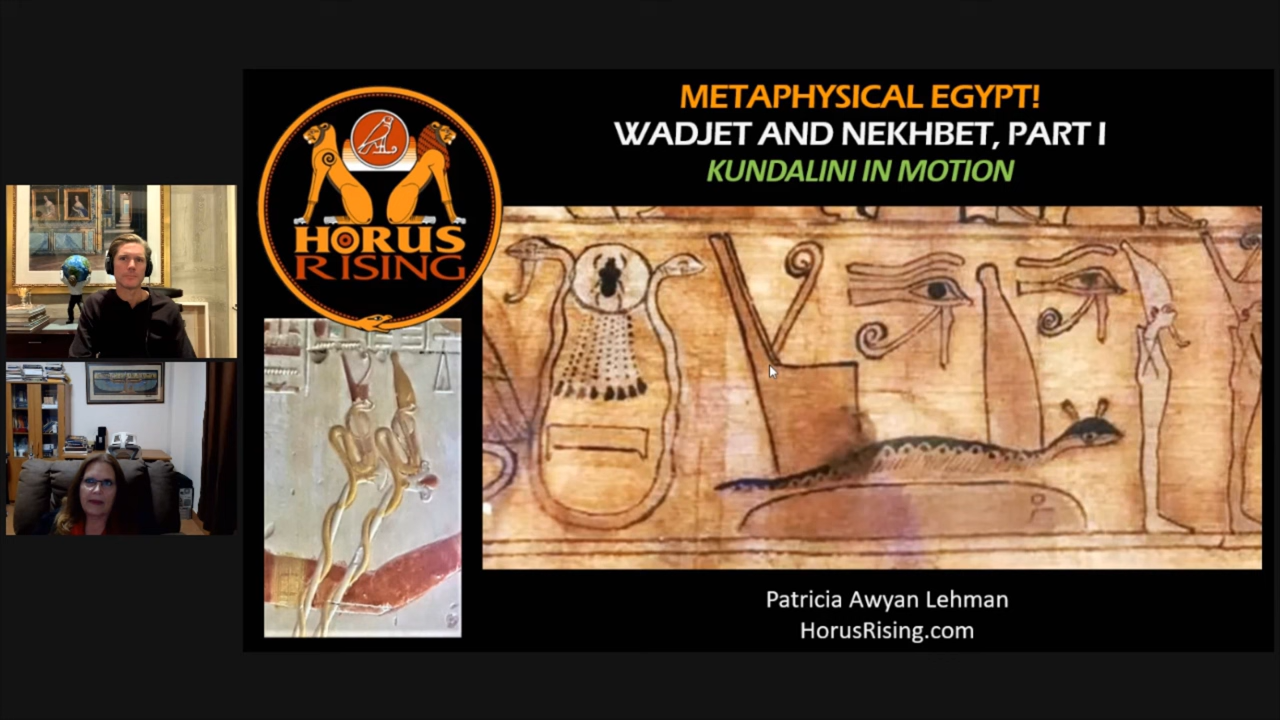 HORUS
RISING
METAPHYSICAL EGYPT!
WADJET AND NEKHBET, PART I
KUNDALINI IN MOTION
Patricia Awyan Lehman
HorusRising.com